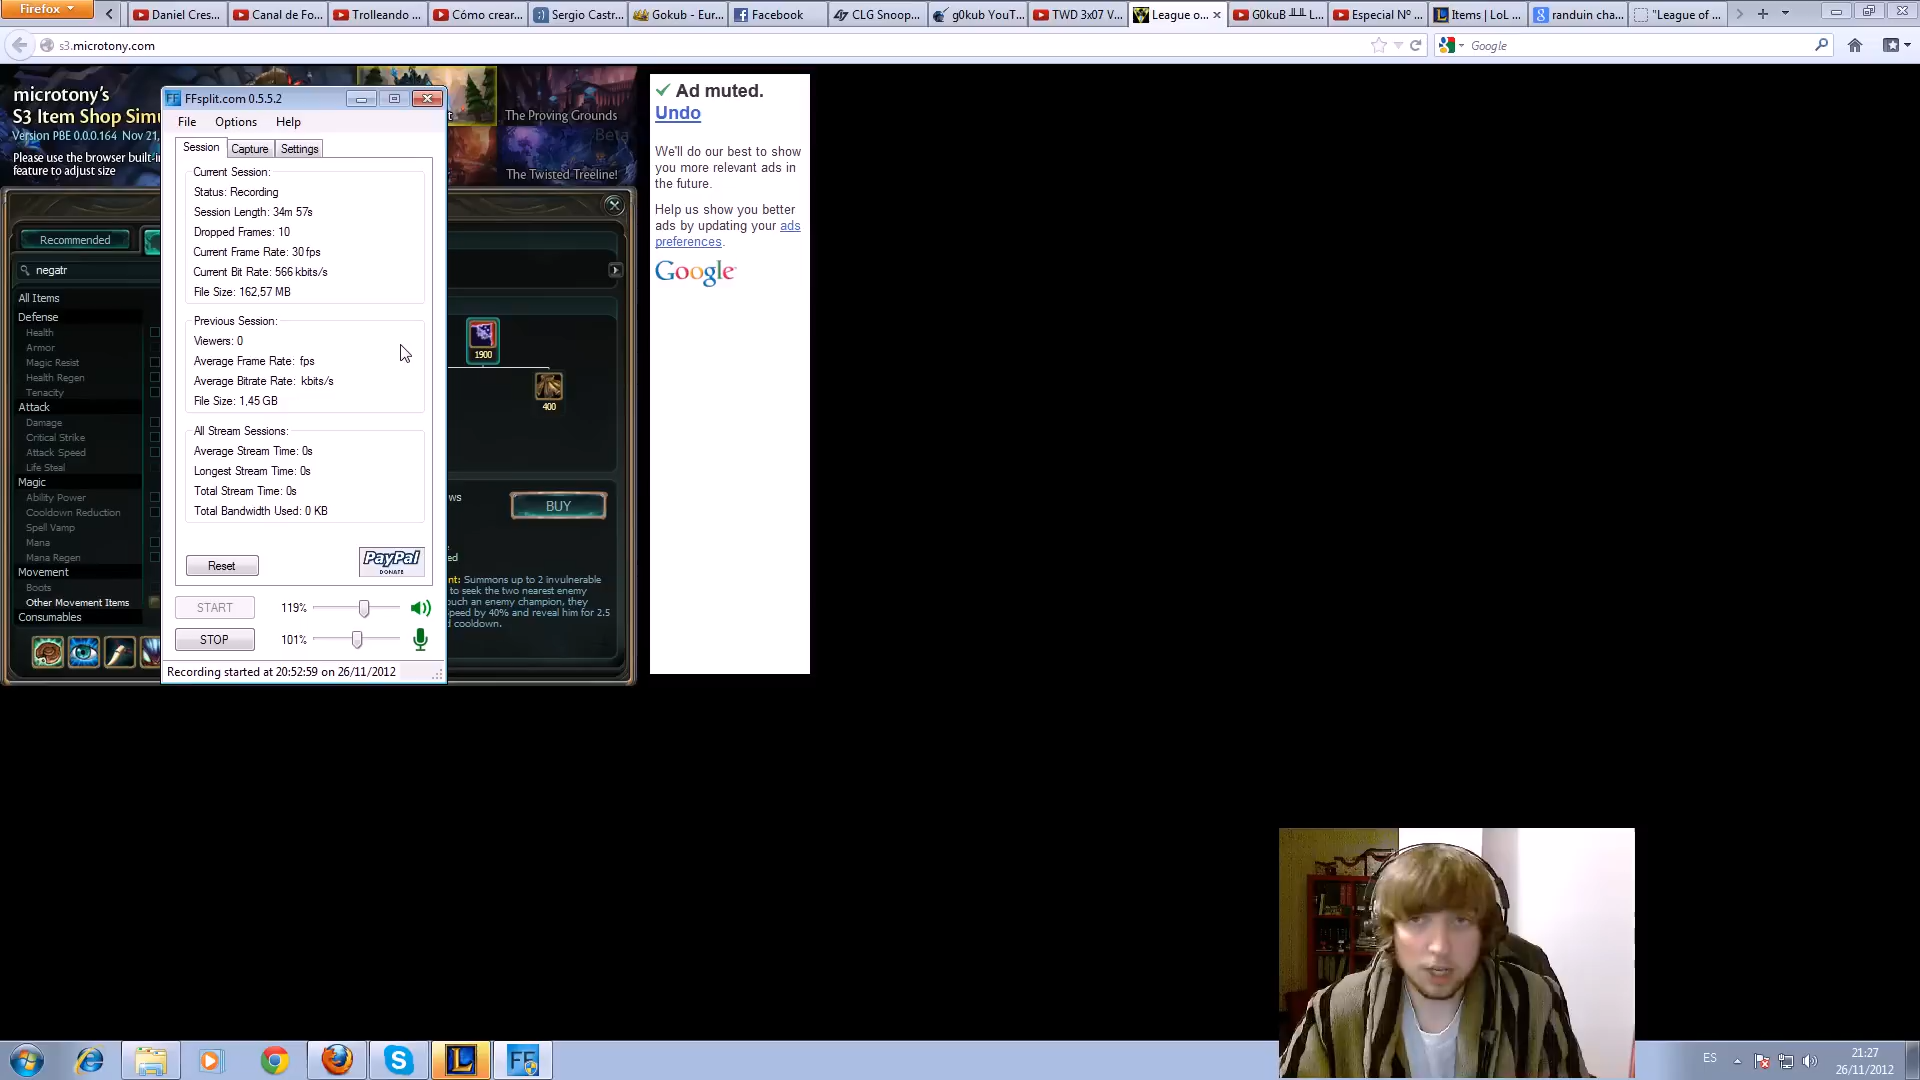 Firefox
Daniel Cres...
Canal de Fo...
Trolleando ...
Cómo crear...
Sergio Castr...
Gokub - Eur...
Facebook
CLG Snoop...
g0kub YouT...
TWD 3x07 V...
League o...
G0kuB ╩╩ L...
Especial Nº ...
Items | LoL ...
randuin cha...
"League of ...
s3.microtony.com
Google
microtony's
S3 Item Shop Simu
Version PBE 0.0.0.164 Nov 21,
Please use the browser built-in
feature to adjust size
The Proving Grounds
Beta
The Twisted Treeline!
Recommended
negatr
All Items
Defense
Health
Armor
Magic Resist
Health Regen
Tenacity
Attack
Damage
Critical Strike
Attack Speed
Life Steal
Magic
Ability Power
Cooldown Reduction
Spell Vamp
Mana
Mana Regen
Movement
Boots
Other Movement Items
Consumables
FFsplit.com 0.5.5.2
File Options Help
Session Capture Settings
Current Session:
Status: Recording
Session Length: 34m 57s
Dropped Frames: 10
Current Frame Rate: 30 fps
Current Bit Rate: 566 kbits/s
File Size: 162,57 MB
Previous Session:
Viewers: 0
Average Frame Rate: fps
Average Bitrate Rate: kbits/s
File Size: 1,45 GB
All Stream Sessions:
Average Stream Time: 0s
Longest Stream Time: 0s
Total Stream Time: 0s
Total Bandwidth Used: 0 KB
Reset
PayPal
DONATE
START
119%
STOP
101%
Recording started at 20:52:59 on 26/11/2012
1900
400
ws
BUY
ed
nt: Summons up to 2 invulnerable
to seek the two nearest enemy
ouch an enemy champion, they
speed by 40% and reveal him for 2.5
d cooldown.
Ad muted.
Undo
We'll do our best to show
you more relevant ads in
the future.
Help us show you better
ads by updating your ads
preferences.
Google
ES
21:27
26/11/2012